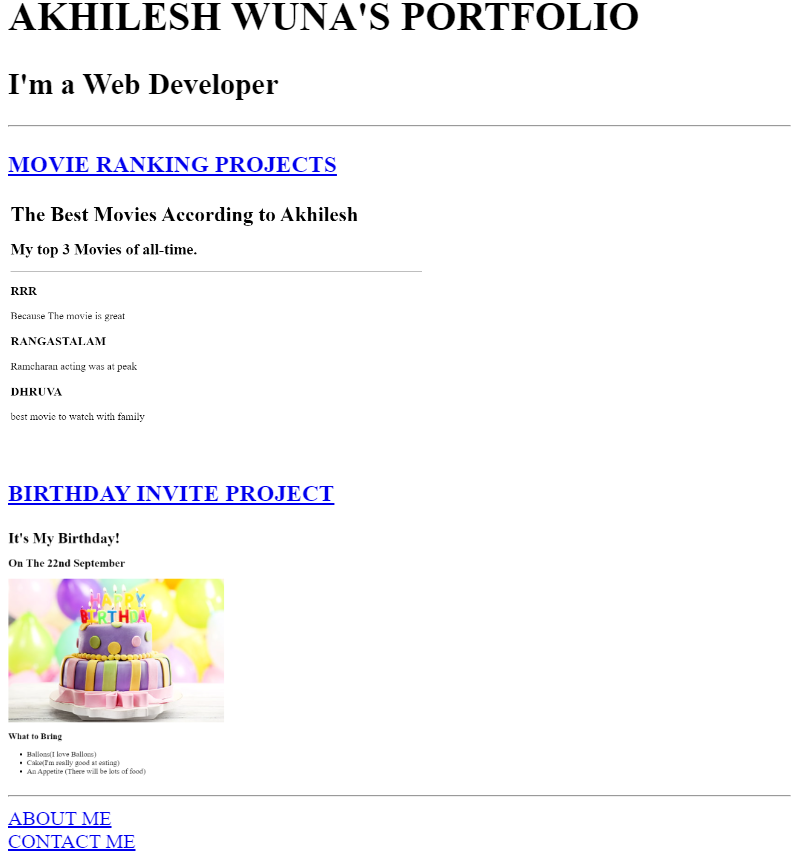 AKHILESH WUNA'S PORTFOLIO
I'm a Web Developer
MOVIE RANKING PROJECTS
The Best Movies According to Akhilesh
My top 3 Movies of all-time.
RRR
Because The movie is great
RANGASTALAM
Ramcharan acting was at peak
DHRUVA
best movie to watch with family
BIRTHDAY INVITE PROJECT
It's My Birthday!
On The 22nd September
HAPPY
BIRTHDAY
What to Bring
• Ballons(I love Ballons)
• Cake(I'm really good at eating)
• An Appetite (There will be lots of food)
ABOUT ME
CONTACT ME